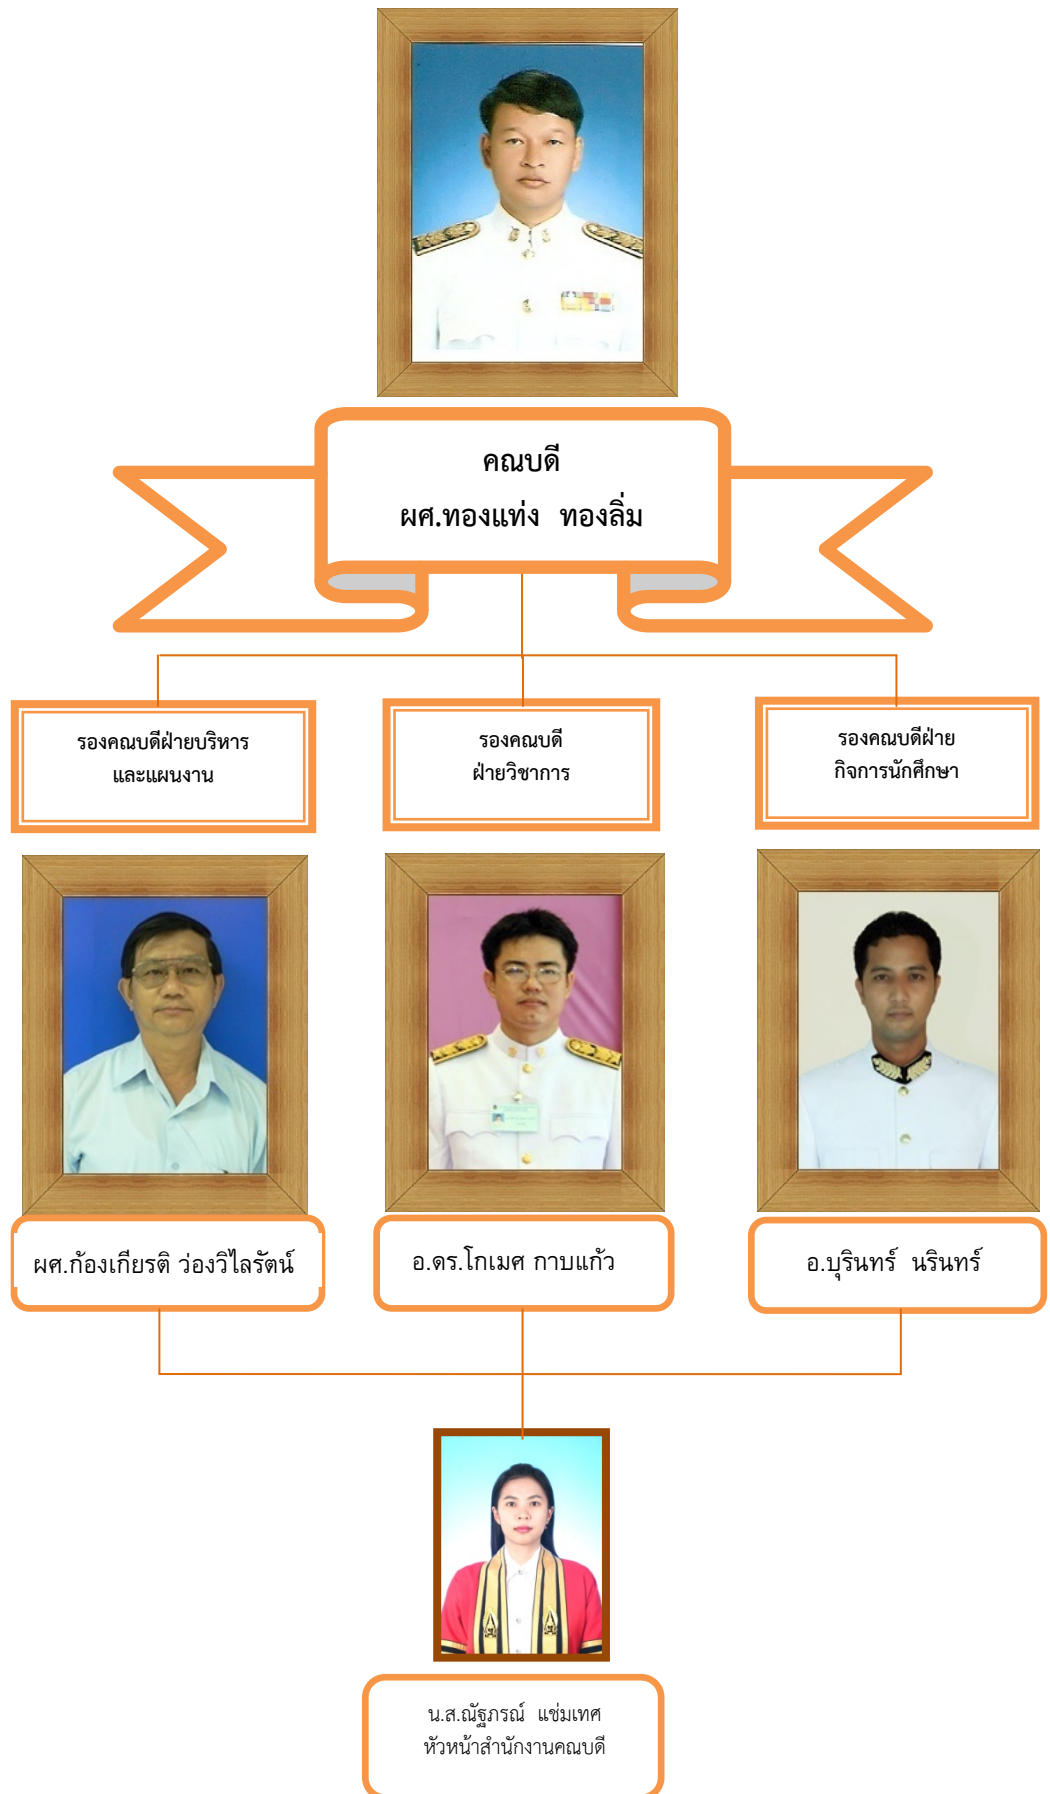 คณบดี
ผศ.ทองแท่ง ทองลิ่ม
รองคณบดีฝ่ายบริหาร
และแผนงาน
รองคณบดี
ฝ่ายวิชาการ
รองคณบดีฝ่าย
กิจการนักศึกษา
ผศ.ก้องเกียรติ ว่องวิไลรัตน์
อ.ดร.โกเมศ กาบแก้ว
อ.บุรินทร์ นรินทร์
น.ส.ณัฐภรณ์ แช่มเทศ
หัวหน้าสำนักงานคณบดี